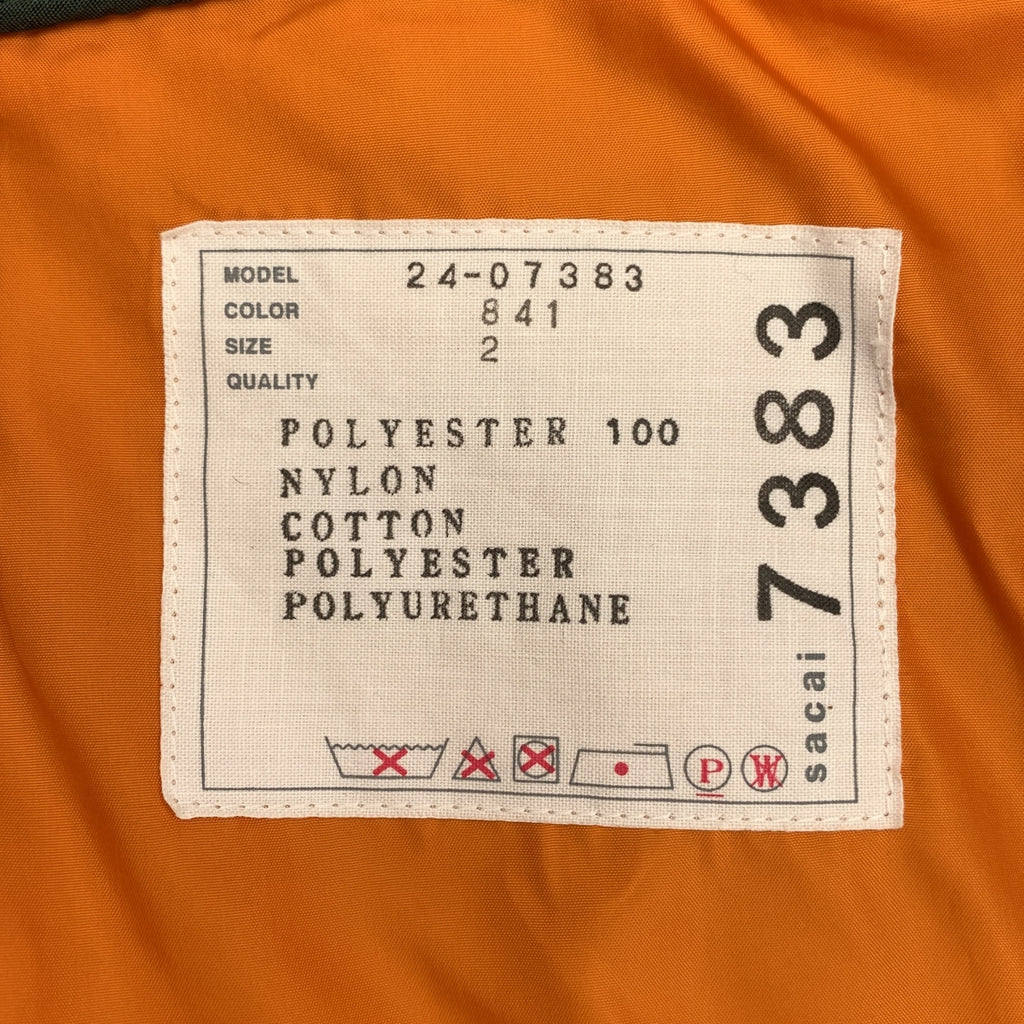 MODEL 24-07383
COLOR 841
SIZE 2
QUALITY
POLYESTER 100
NYLON
COTTON
POLYESTER
POLYURETHANE
P
W
sacai 7383